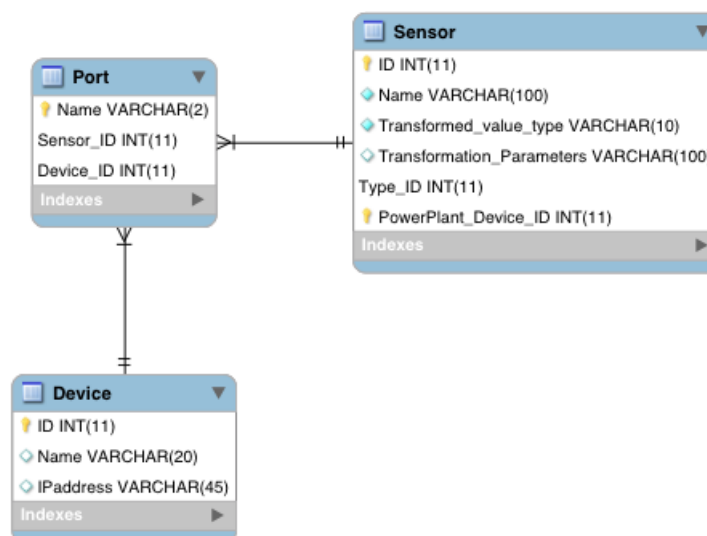 Port
Name VARCHAR(2)
Sensor_ID INT(11)
Device_ID INT(11)
Indexes
Sensor
ID INT(11)
Name VARCHAR(100)
Transformed_value_type VARCHAR(10)
Transformation_Parameters VARCHAR(100
Type_ID INT(11)
PowerPlant_Device_ID INT(11)
Indexes
Device
ID INT(11)
Name VARCHAR(20)
IPaddress VARCHAR(45)
Indexes